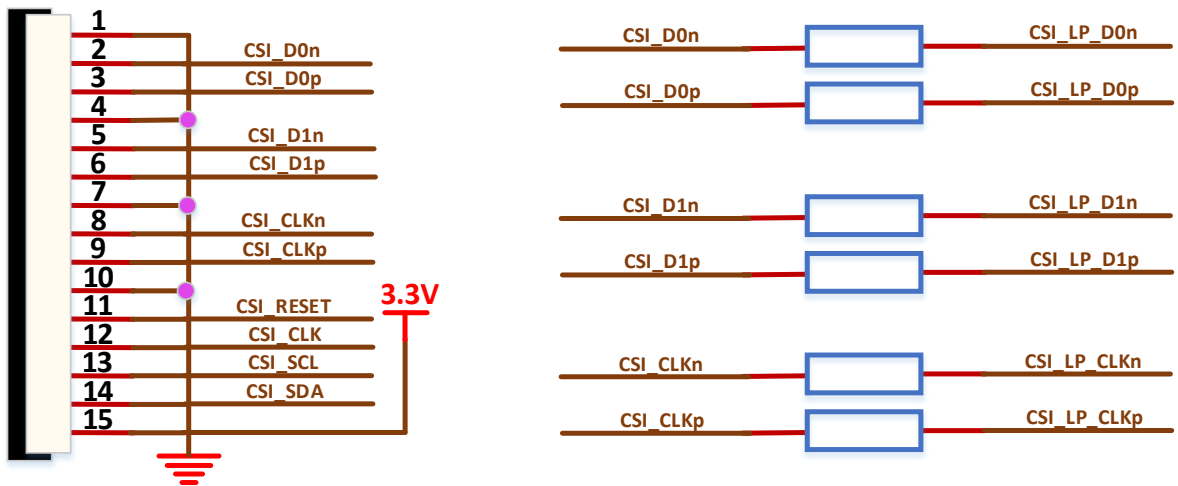 1
2
CSI_D0n
3
CSI_D0p
4
5
CSI_D1n
6
CSI_D1p
7
8
CSI_CLKn
9
CSI_CLKp
10
11
CSI_RESET
3.3V
12
CSI_CLK
13
CSI_SCL
14
CSI_SDA
15
CSI_D0n
CSI_LP_D0n
CSI_D0p
CSI_LP_D0p
CSI_D1n
CSI_LP_D1n
CSI_D1p
CSI_LP_D1p
CSI_CLKn
CSI_LP_CLKn
CSI_CLKp
CSI_LP_CLKp